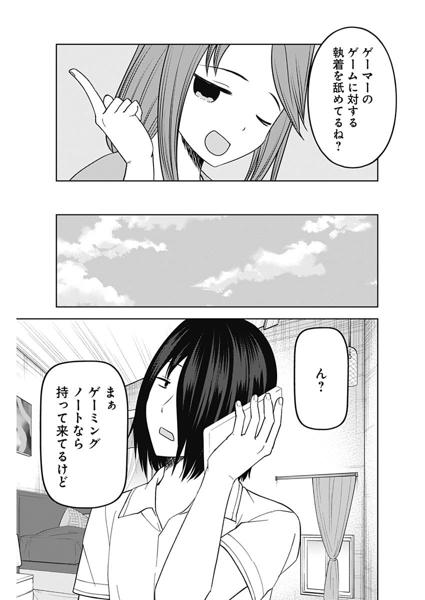 ゲーマーの
ゲームに対する
執着を舐めてるね?
ん?
まぁ
ゲーミング
ノートなら
持って来てるけど